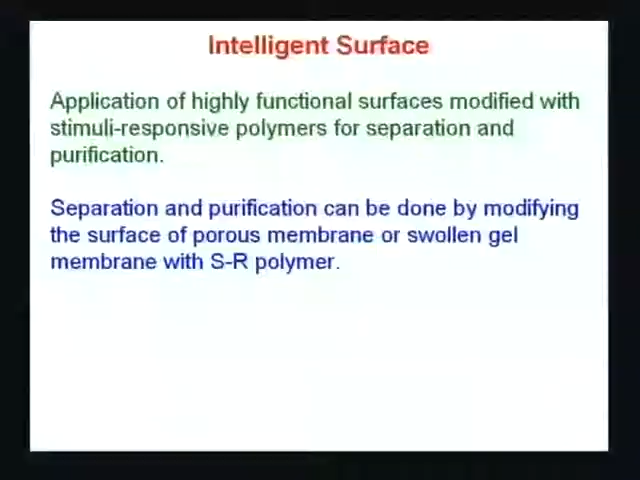 Intelligent Surface
Application of highly functional surfaces modified with
stimuli-responsive polymers for separation and
purification.
Separation and purification can be done by modifying
the surface of porous membrane or swollen gel
membrane with S-R polymer.